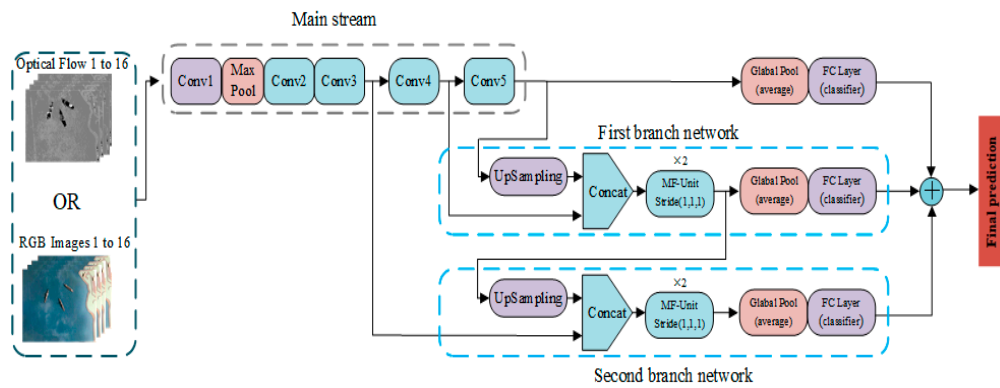 Main stream
Optical Flow 1 to 16
OR
RGB Images 1 to 16
Conv1
Max
Pool
Conv2
Conv3
Conv4
Conv5
Global Pool
(average)
FC Layer
(classifier)
First branch network
UpSampling
Concat
×2
MF-Unit
Stride(1,1,1)
Global Pool
(average)
FC Layer
(classifier)
UpSampling
Concat
×2
MF-Unit
Stride(1,1,1)
Global Pool
(average)
FC Layer
(classifier)
Second branch network
+
Final prediction